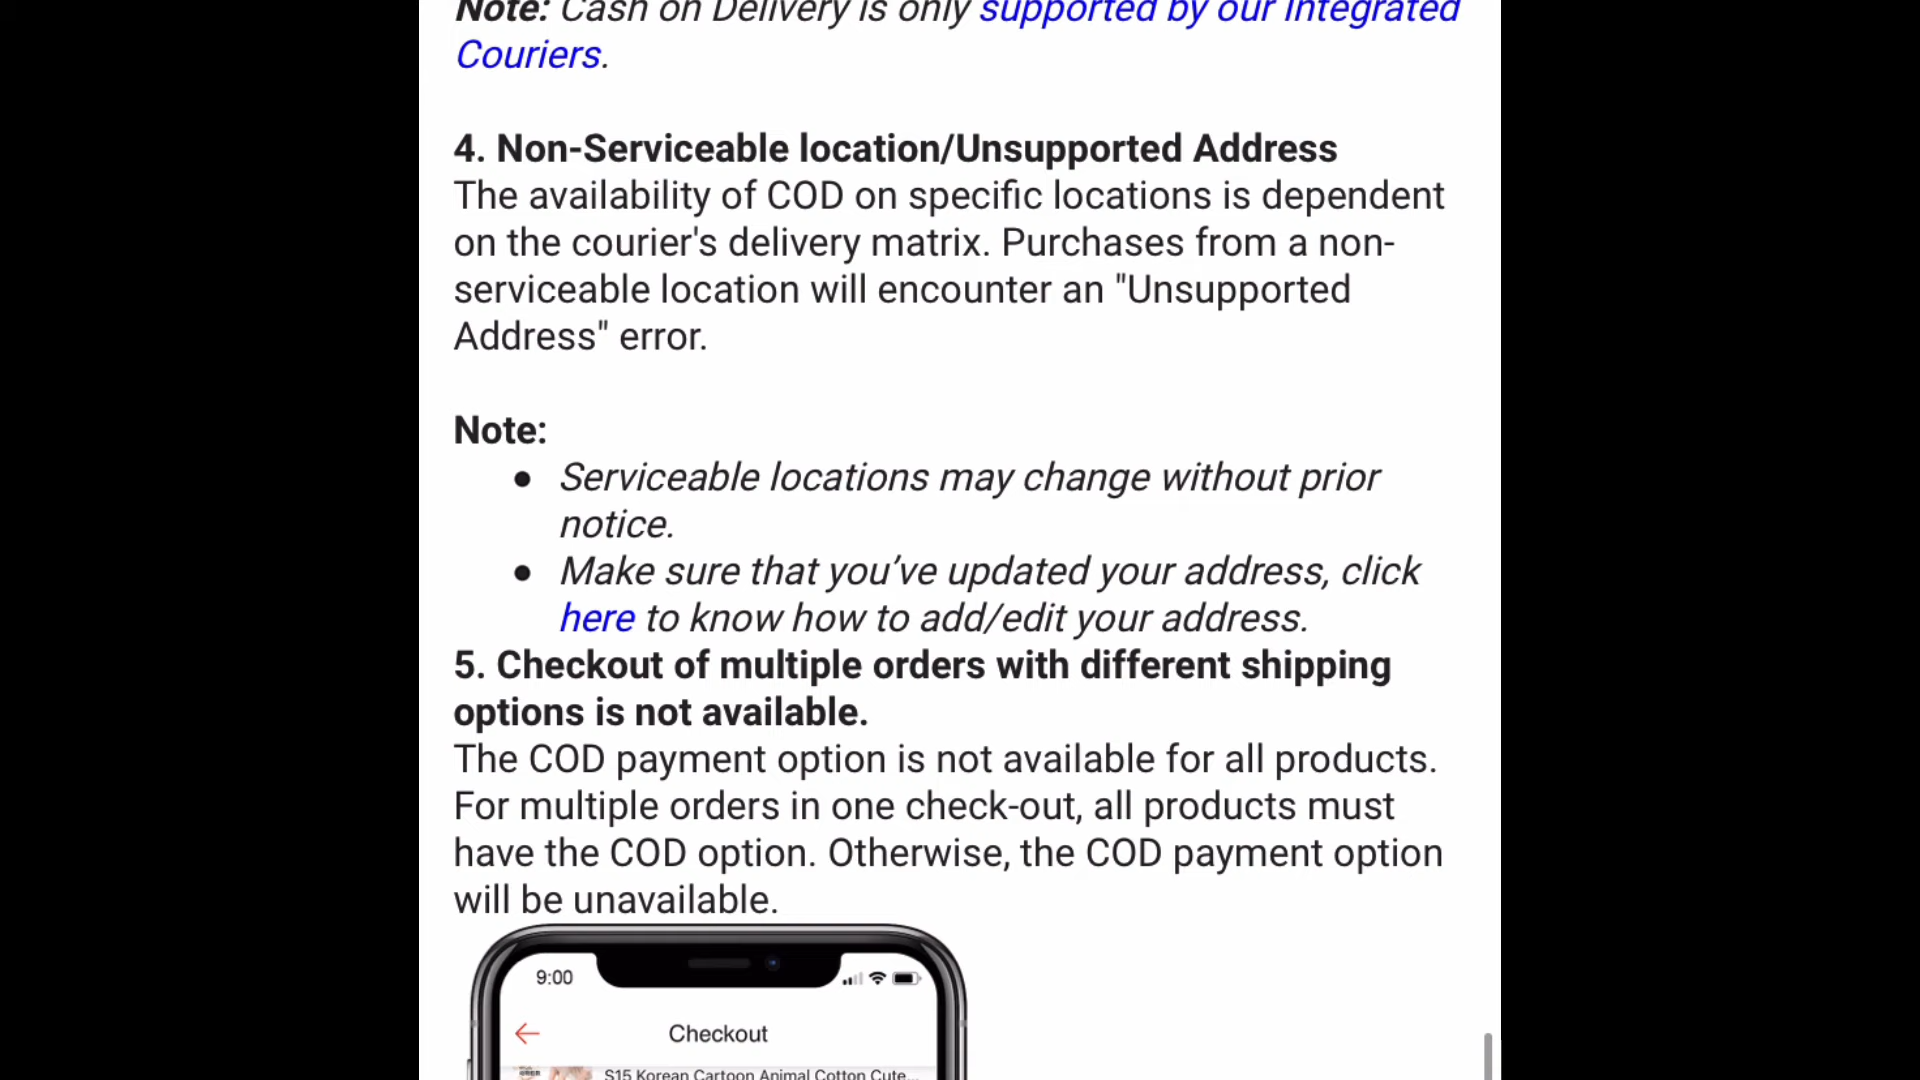 Note: Cash on Delivery is only supported by our Integrated
Couriers.
4. Non-Serviceable location/Unsupported Address
The availability of COD on specific locations is dependent
on the courier's delivery matrix. Purchases from a non-
serviceable location will encounter an "Unsupported
Address" error.
Note:
• Serviceable locations may change without prior
notice.
• Make sure that you’ve updated your address, click
here to know how to add/edit your address.
5. Checkout of multiple orders with different shipping
options is not available.
The COD payment option is not available for all products.
For multiple orders in one check-out, all products must
have the COD option. Otherwise, the COD payment option
will be unavailable.
9:00
Checkout
S15 Korean Cartoon Animal Cotton Cute...